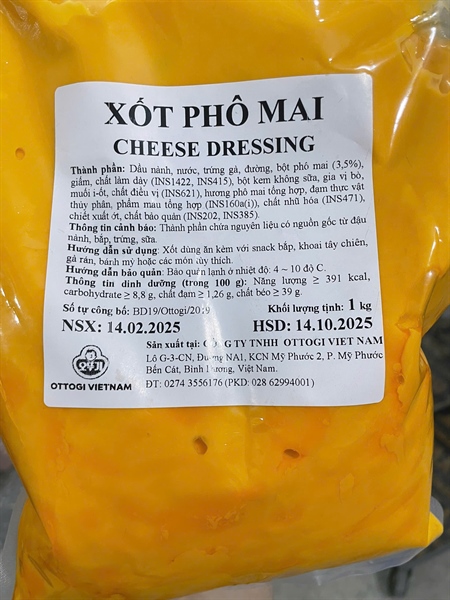 XỐT PHÔ MAI
CHEESE DRESSING
Thành phần: Dầu nành, nước, trứng gà, đường, bột phô mai (3,5%),
giấm, chất làm dày (INS1422, INS415), bột kem không sữa, gia vị bò,
muối i-ốt, chất điều vị (INS621), hương phô mai tổng hợp, đạm thực vật
thủy phân, phẩm màu tổng hợp (INS160a(i)), chất nhũ hóa (INS471),
chiết xuất ớt, chất bảo quản (INS202, INS385).
Thông tin cảnh báo: Thành phần chứa nguyên liệu có nguồn gốc từ đậu
nành, bắp, trứng, sữa.
Hướng dẫn sử dụng: Xốt dùng ăn kèm với snack bắp, khoai tây chiên,
gà rán, bánh mý hoặc các món tùy thích.
Hướng dẫn bảo quản: Bảo quản lạnh ở nhiệt độ: 4 ~ 10 độ C.
Thông tin dinh dưỡng (trong 100 g): Năng lượng ≥ 391 kcal,
carbohydrate ≥ 8,8 g, chất đạm ≥ 1,26 g, chất béo ≥ 39 g.
Số tự công bố: BD19/Ottogi/2019 Khối lượng tịnh: 1 kg
NSX: 14.02.2025 HSD: 14.10.2025
Sản xuất tại: CÔNG TY TNHH OTTOGI VIET NAM
Lô G-3-CN, Đường NA1, KCN Mỹ Phước 2, P. Mỹ Phước
Bến Cát, Bình Dương, Việt Nam.
ĐT: 0274 3556176 (PKD: 028 62994001)
오뚜기
OTTOGI VIETNAM